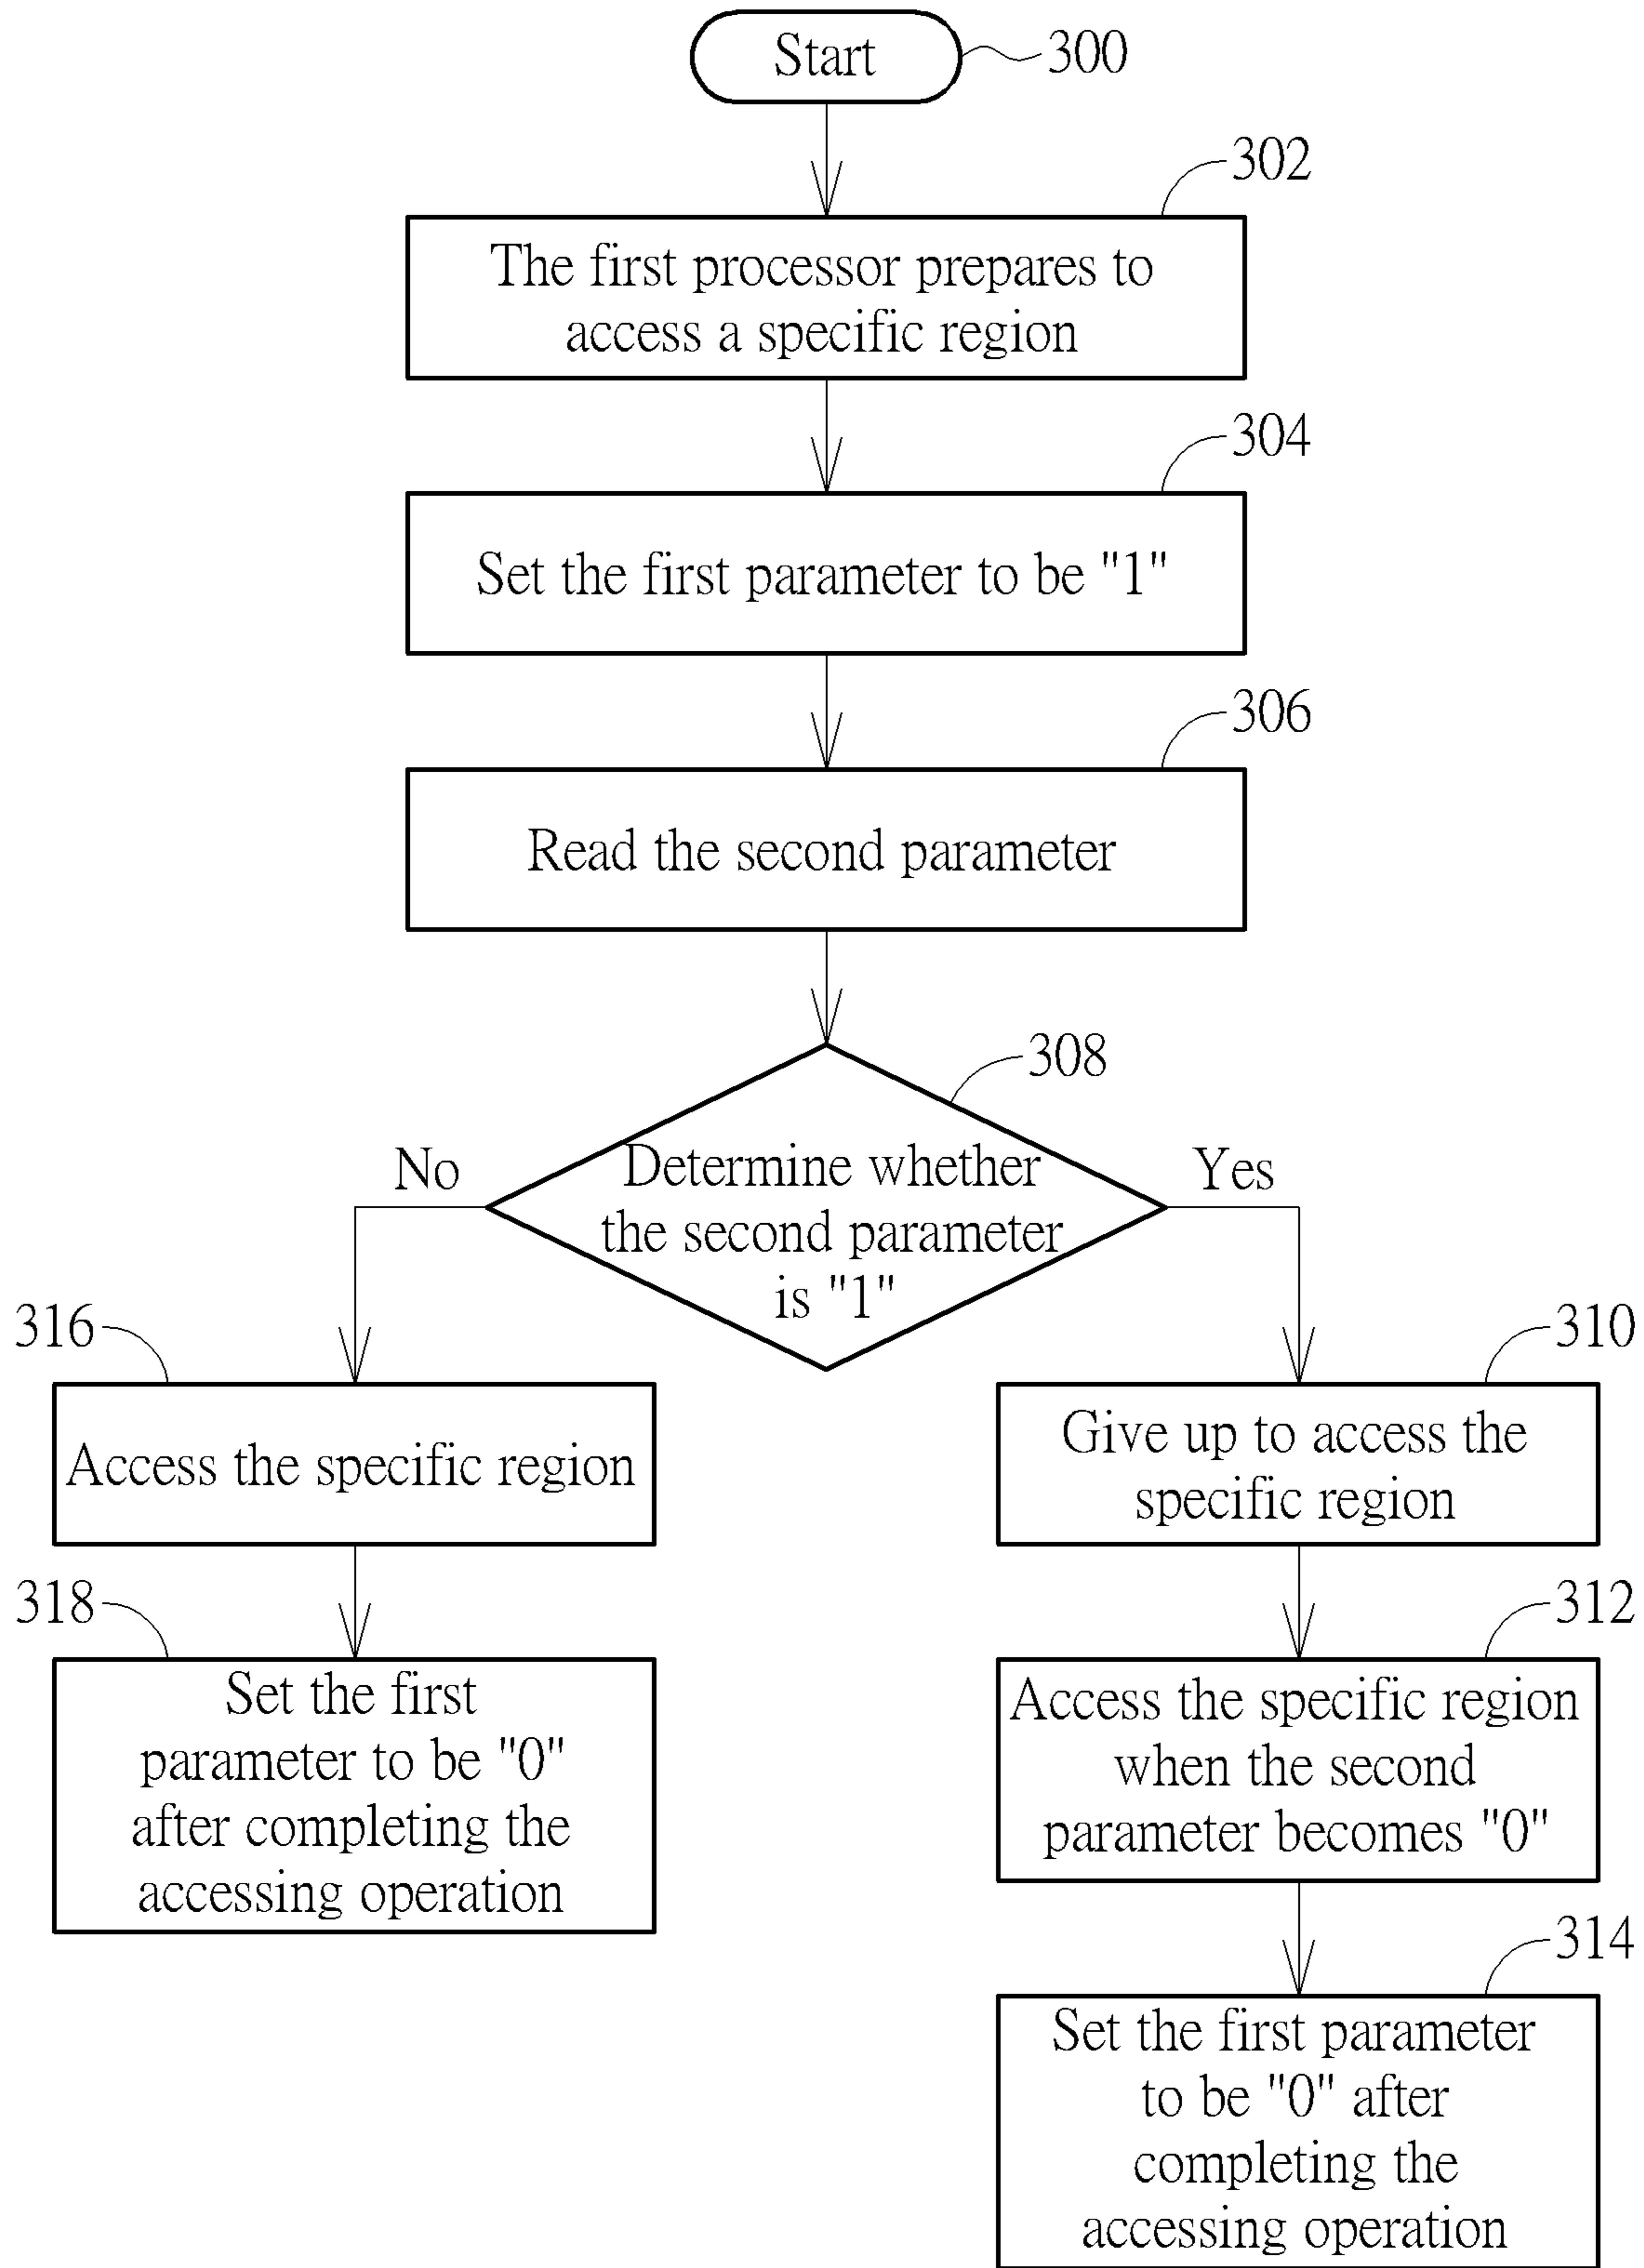 Start
300
302
The first processor prepares to
access a specific region
304
Set the first parameter to be "1"
306
Read the second parameter
308
No
Determine whether
the second parameter
is "1"
Yes
316
Access the specific region
310
Give up to access the
specific region
318
Set the first
parameter to be "0"
after completing the
accessing operation
312
Access the specific region
when the second
parameter becomes "0"
314
Set the first parameter
to be "0" after
completing the
accessing operation